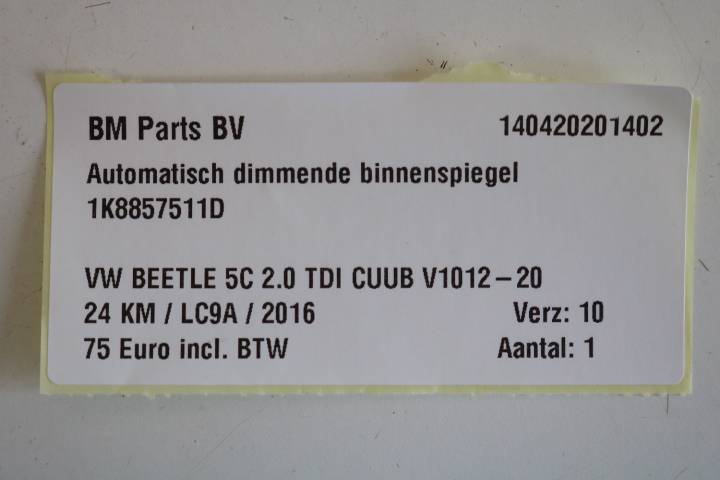 BM Parts BV 140420201402
Automatisch dimmende binnenspiegel
1K8857511D
VW BEETLE 5C 2.0 TDI CUUB V1012-20
24 KM / LC9A / 2016 Verz: 10
75 Euro incl. BTW Aantal: 1